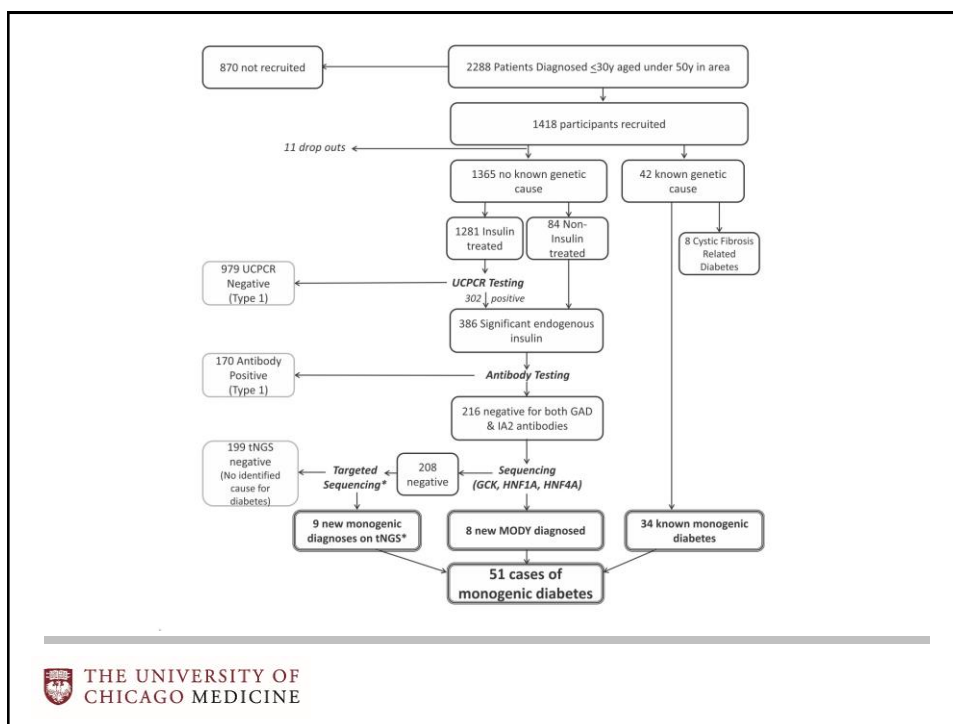 870 not recruited
2288 Patients Diagnosed ≤30y aged under 50y in area
1418 participants recruited
11 drop outs
1365 no known genetic
cause
42 known genetic
cause
1281 Insulin
treated
84 Non-
Insulin
treated
8 Cystic Fibrosis
Related
Diabetes
979 UCPCR
Negative
(Type 1)
UCPCR Testing
302 positive
386 Significant endogenous
insulin
170 Antibody
Positive
(Type 1)
Antibody Testing
216 negative for both GAD
& IA2 antibodies
199 tNGS
negative
(No identified
cause for
diabetes)
Targeted
Sequencing*
208
negative
Sequencing
(GCK, HNF1A, HNF4A)
9 new monogenic
diagnoses on tNGS*
8 new MODY diagnosed
34 known monogenic
diabetes
51 cases of
monogenic diabetes
THE UNIVERSITY OF
CHICAGO MEDICINE